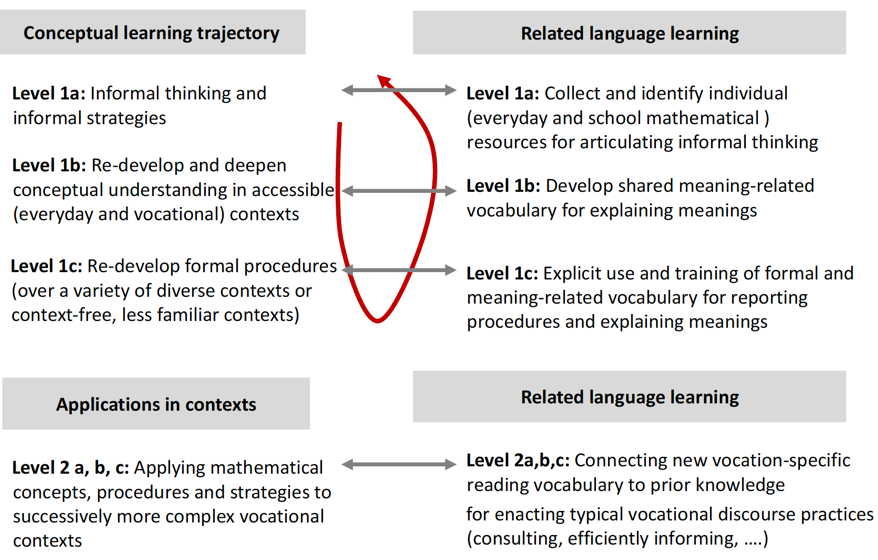 Conceptual learning trajectory
Related language learning
Level 1a: Informal thinking and
informal strategies
Level 1a: Collect and identify individual
(everyday and school mathematical )
resources for articulating informal thinking
Level 1b: Re-develop and deepen
conceptual understanding in accessible
(everyday and vocational) contexts
Level 1b: Develop shared meaning-related
vocabulary for explaining meanings
Level 1c: Re-develop formal procedures
(over a variety of diverse contexts or
context-free, less familiar contexts)
Level 1c: Explicit use and training of formal and
meaning-related vocabulary for reporting
procedures and explaining meanings
Applications in contexts
Related language learning
Level 2 a, b, c: Applying mathematical
concepts, procedures and strategies to
successively more complex vocational
contexts
Level 2a,b,c: Connecting new vocation-specific
reading vocabulary to prior knowledge
for enacting typical vocational discourse practices
(consulting, efficiently informing, ....)